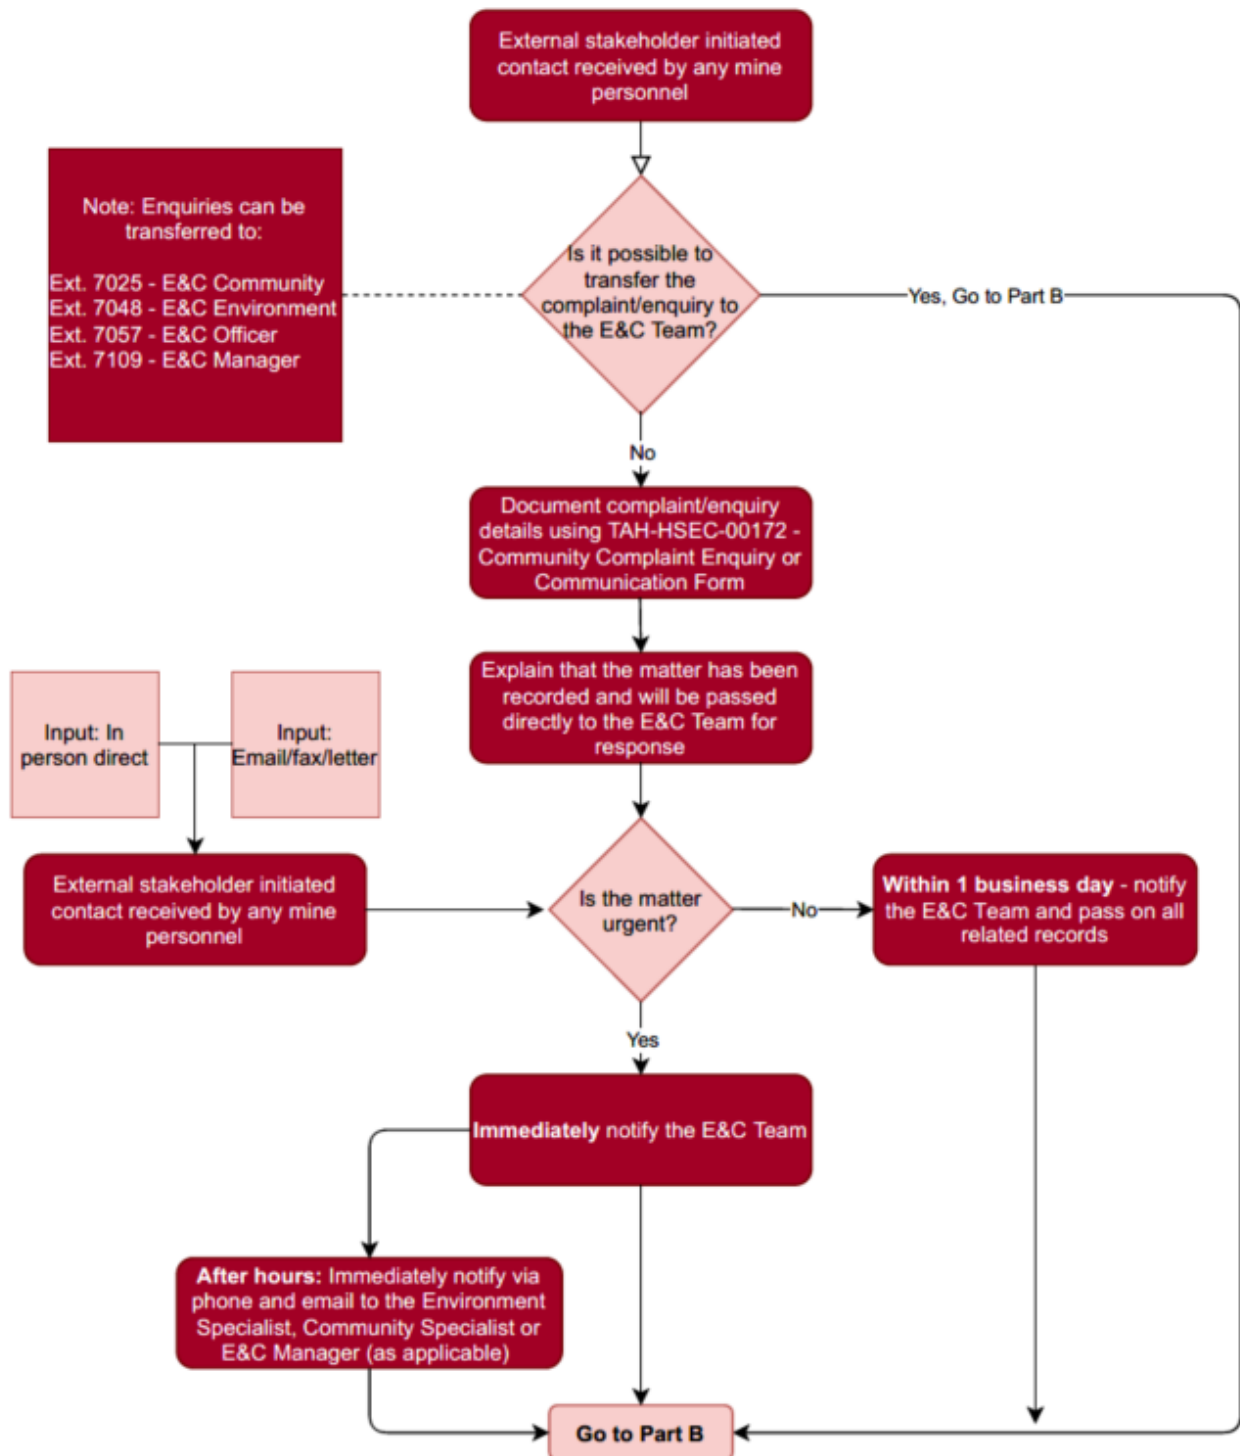 External stakeholder initiated
contact received by any mine
personnel
Note: Enquiries can be
transferred to:
Ext. 7025 - E&C Community
Ext. 7048 - E&C Environment
Ext. 7057 - E&C Officer
Ext. 7109 - E&C Manager
Is it possible to
transfer the
complaint/enquiry to
the E&C Team?
Yes, Go to Part B
No
Document complaint/enquiry
details using TAH-HSEC-00172 -
Community Complaint Enquiry or
Communication Form
Explain that the matter has been
recorded and will be passed
directly to the E&C Team for
response
Input: In
person direct
Input:
Email/fax/letter
External stakeholder initiated
contact received by any mine
personnel
Is the matter
urgent?
No
Within 1 business day - notify
the E&C Team and pass on all
related records
Yes
Immediately notify the E&C Team
After hours: Immediately notify via
phone and email to the Environment
Specialist, Community Specialist or
E&C Manager (as applicable)
Go to Part B